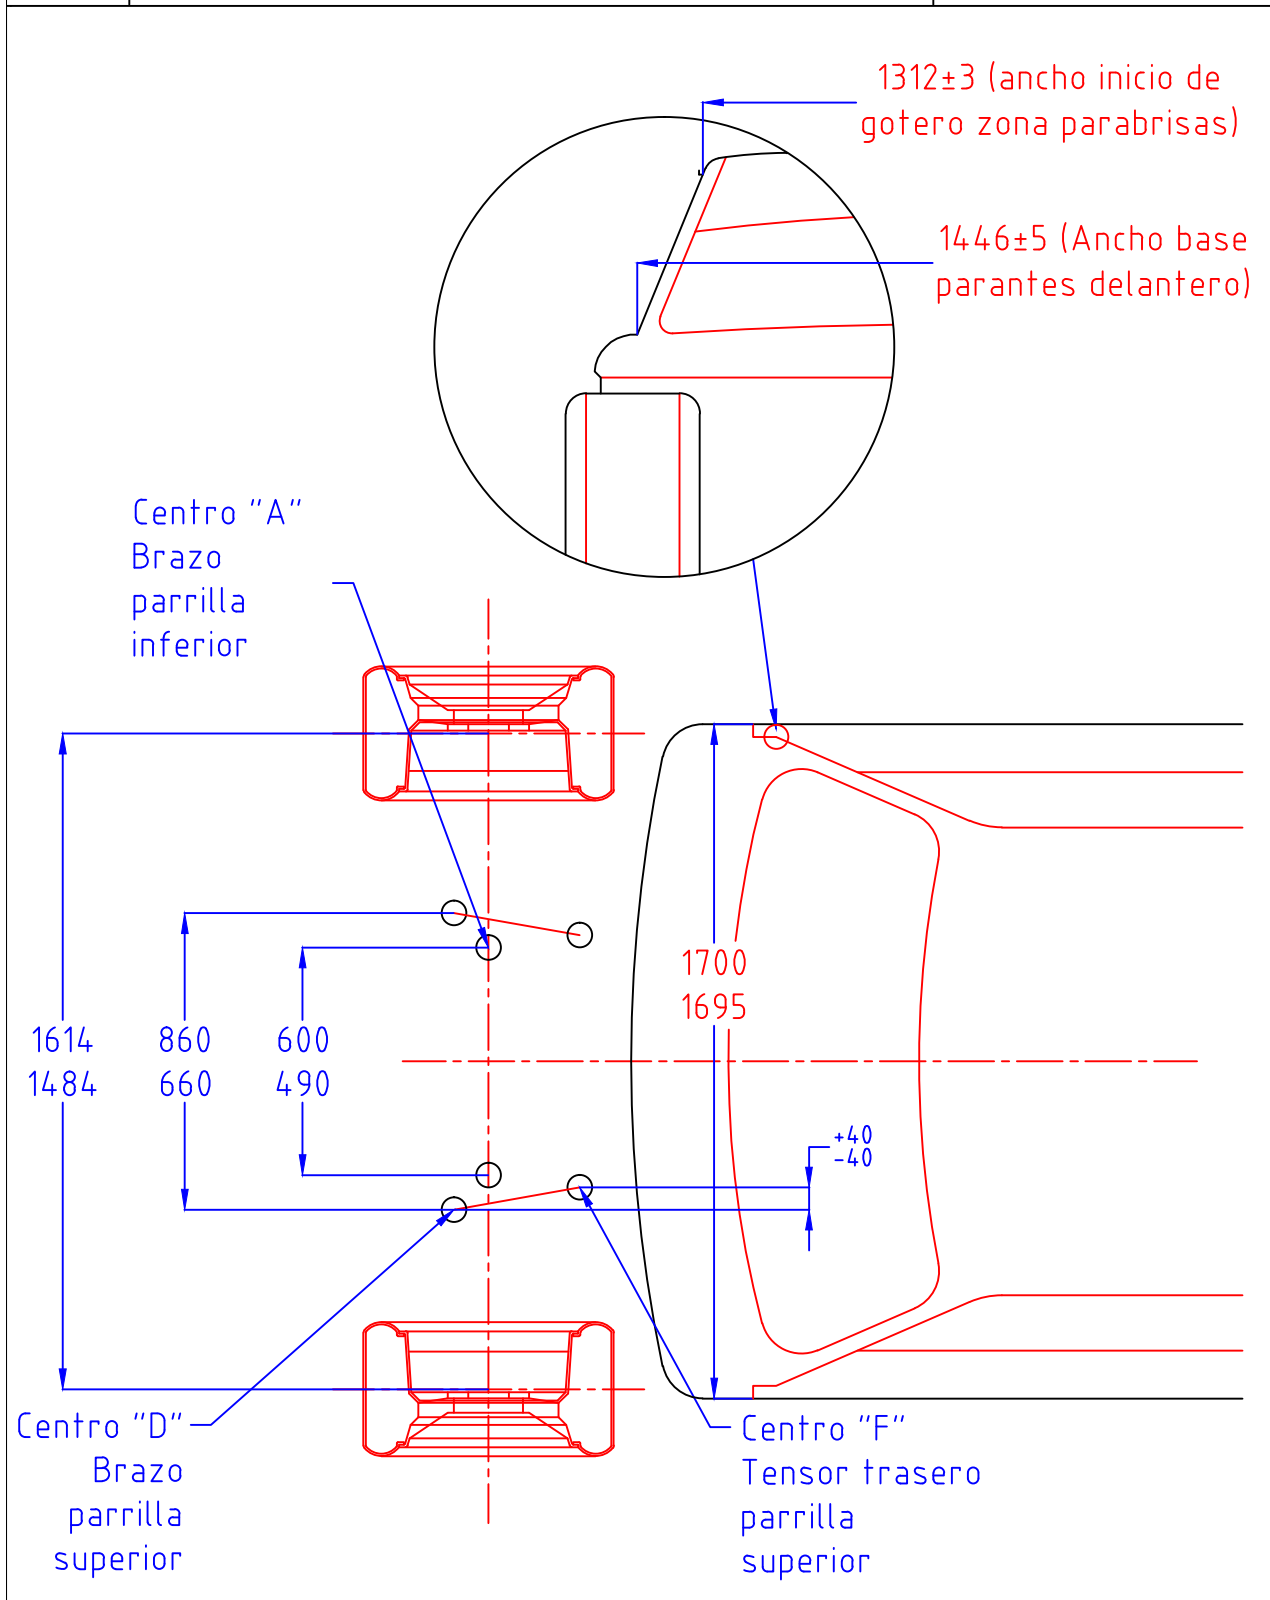 1312±3 (ancho inicio de
gotero zona parabrisas)
1446±5 (Ancho base
parantes delantero)
Centro "A"
Brazo
parrilla
inferior
1700
1695
1614
1484
860
660
600
490
+40
-40
Centro "D"
Brazo
parrilla
superior
Centro "F"
Tensor trasero
parrilla
superior